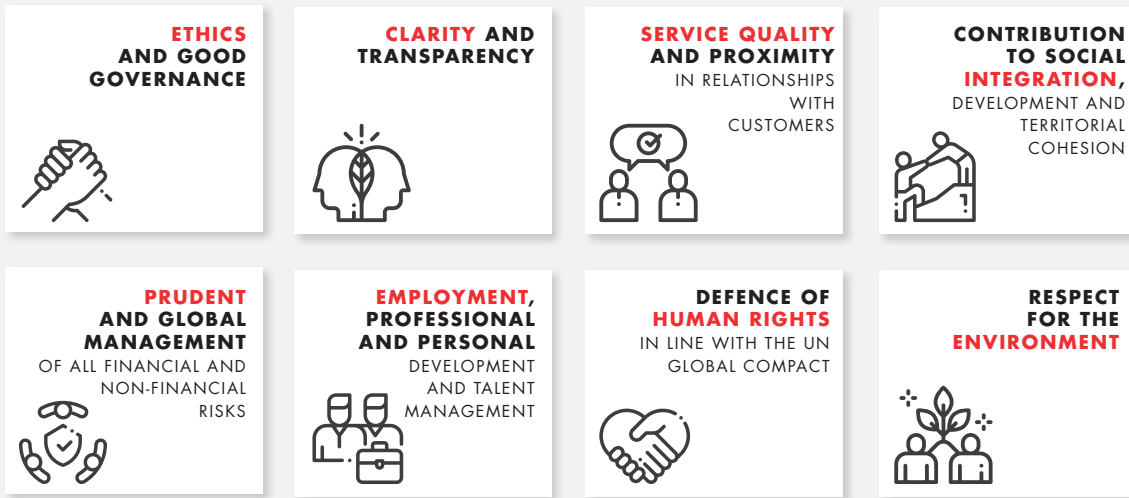 ETHICS
AND GOOD
GOVERNANCE
CLARITY AND
TRANSPARENCY
SERVICE QUALITY
AND PROXIMITY
IN RELATIONSHIPS
WITH
CUSTOMERS
CONTRIBUTION
TO SOCIAL
INTEGRATION,
DEVELOPMENT AND
TERRITORIAL
COHESION
PRUDENT
AND GLOBAL
MANAGEMENT
OF ALL FINANCIAL AND
NON-FINANCIAL
RISKS
EMPLOYMENT,
PROFESSIONAL
AND PERSONAL
DEVELOPMENT
AND TALENT
MANAGEMENT
DEFENCE OF
HUMAN RIGHTS
IN LINE WITH THE UN
GLOBAL COMPACT
RESPECT
FOR THE
ENVIRONMENT